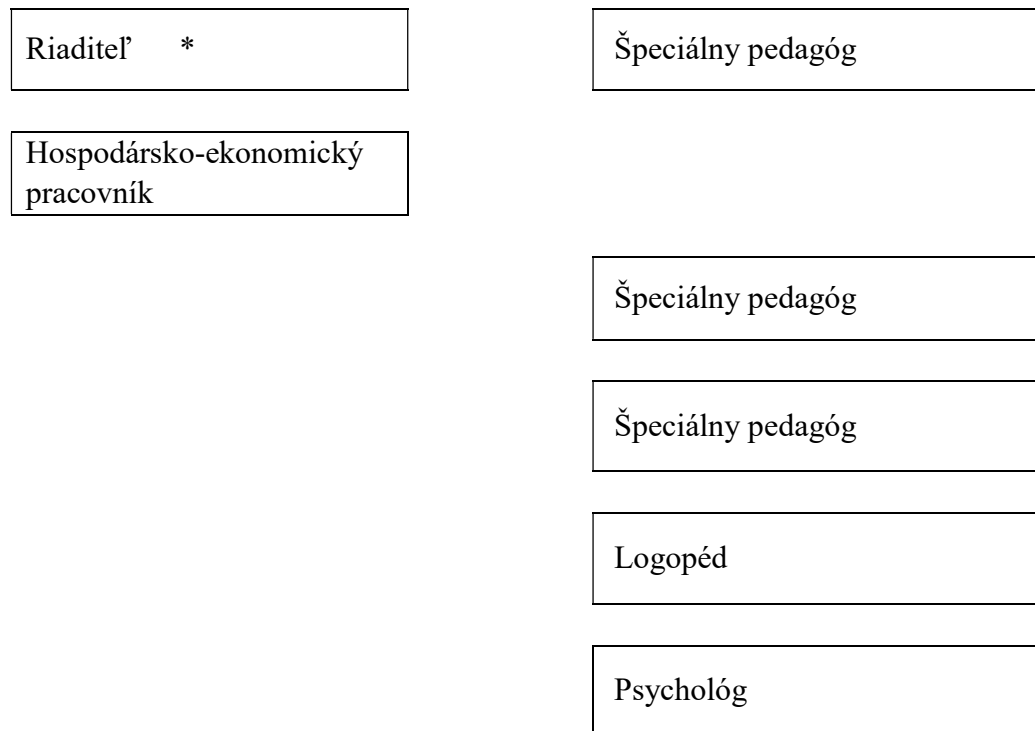 Riaditeľ *
Špeciálny pedagóg
Hospodársko-ekonomický
pracovník
Špeciálny pedagóg
Špeciálny pedagóg
Logopéd
Psychológ